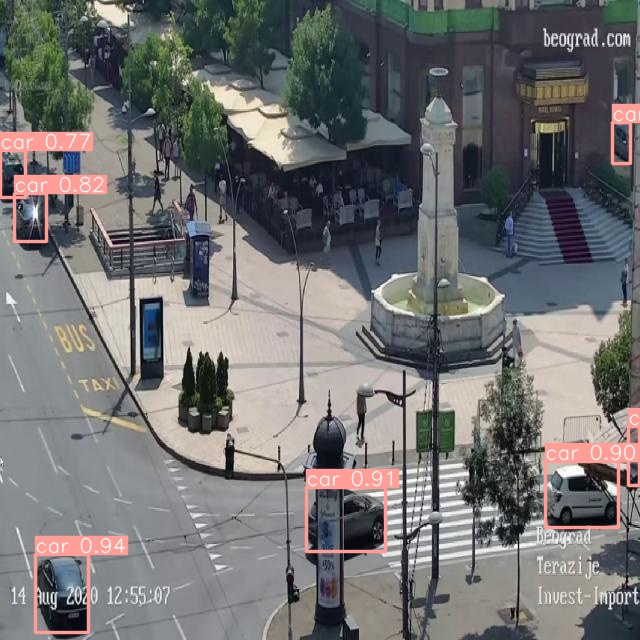 beograd.com
car 0.77
car 0.82
BUS
TAXI
car 0.91
car 0.90
car 0.94
14 Aug 2020 12:55:07
Beograd
Terazije
Invest-Import